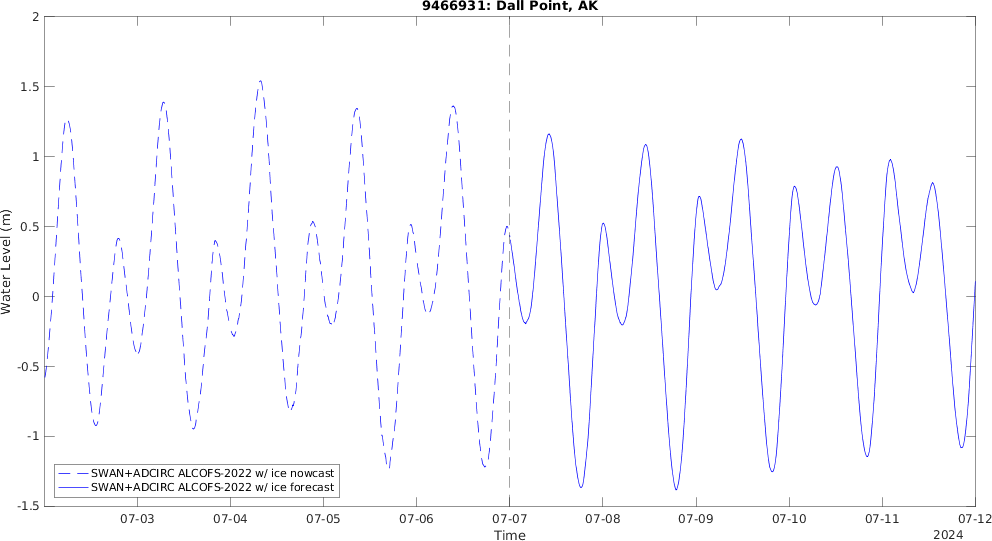 9466931: Dall Point, AK
2
1.5
1
0.5
0
-0.5
-1
-1.5
Water Level (m)
SWAN+ADCIRC ALCOFS-2022 w/ ice nowcast
SWAN+ADCIRC ALCOFS-2022 w/ ice forecast
07-03 07-04 07-05 07-06 07-07 07-08 07-09 07-10 07-11 07-12
Time
2024